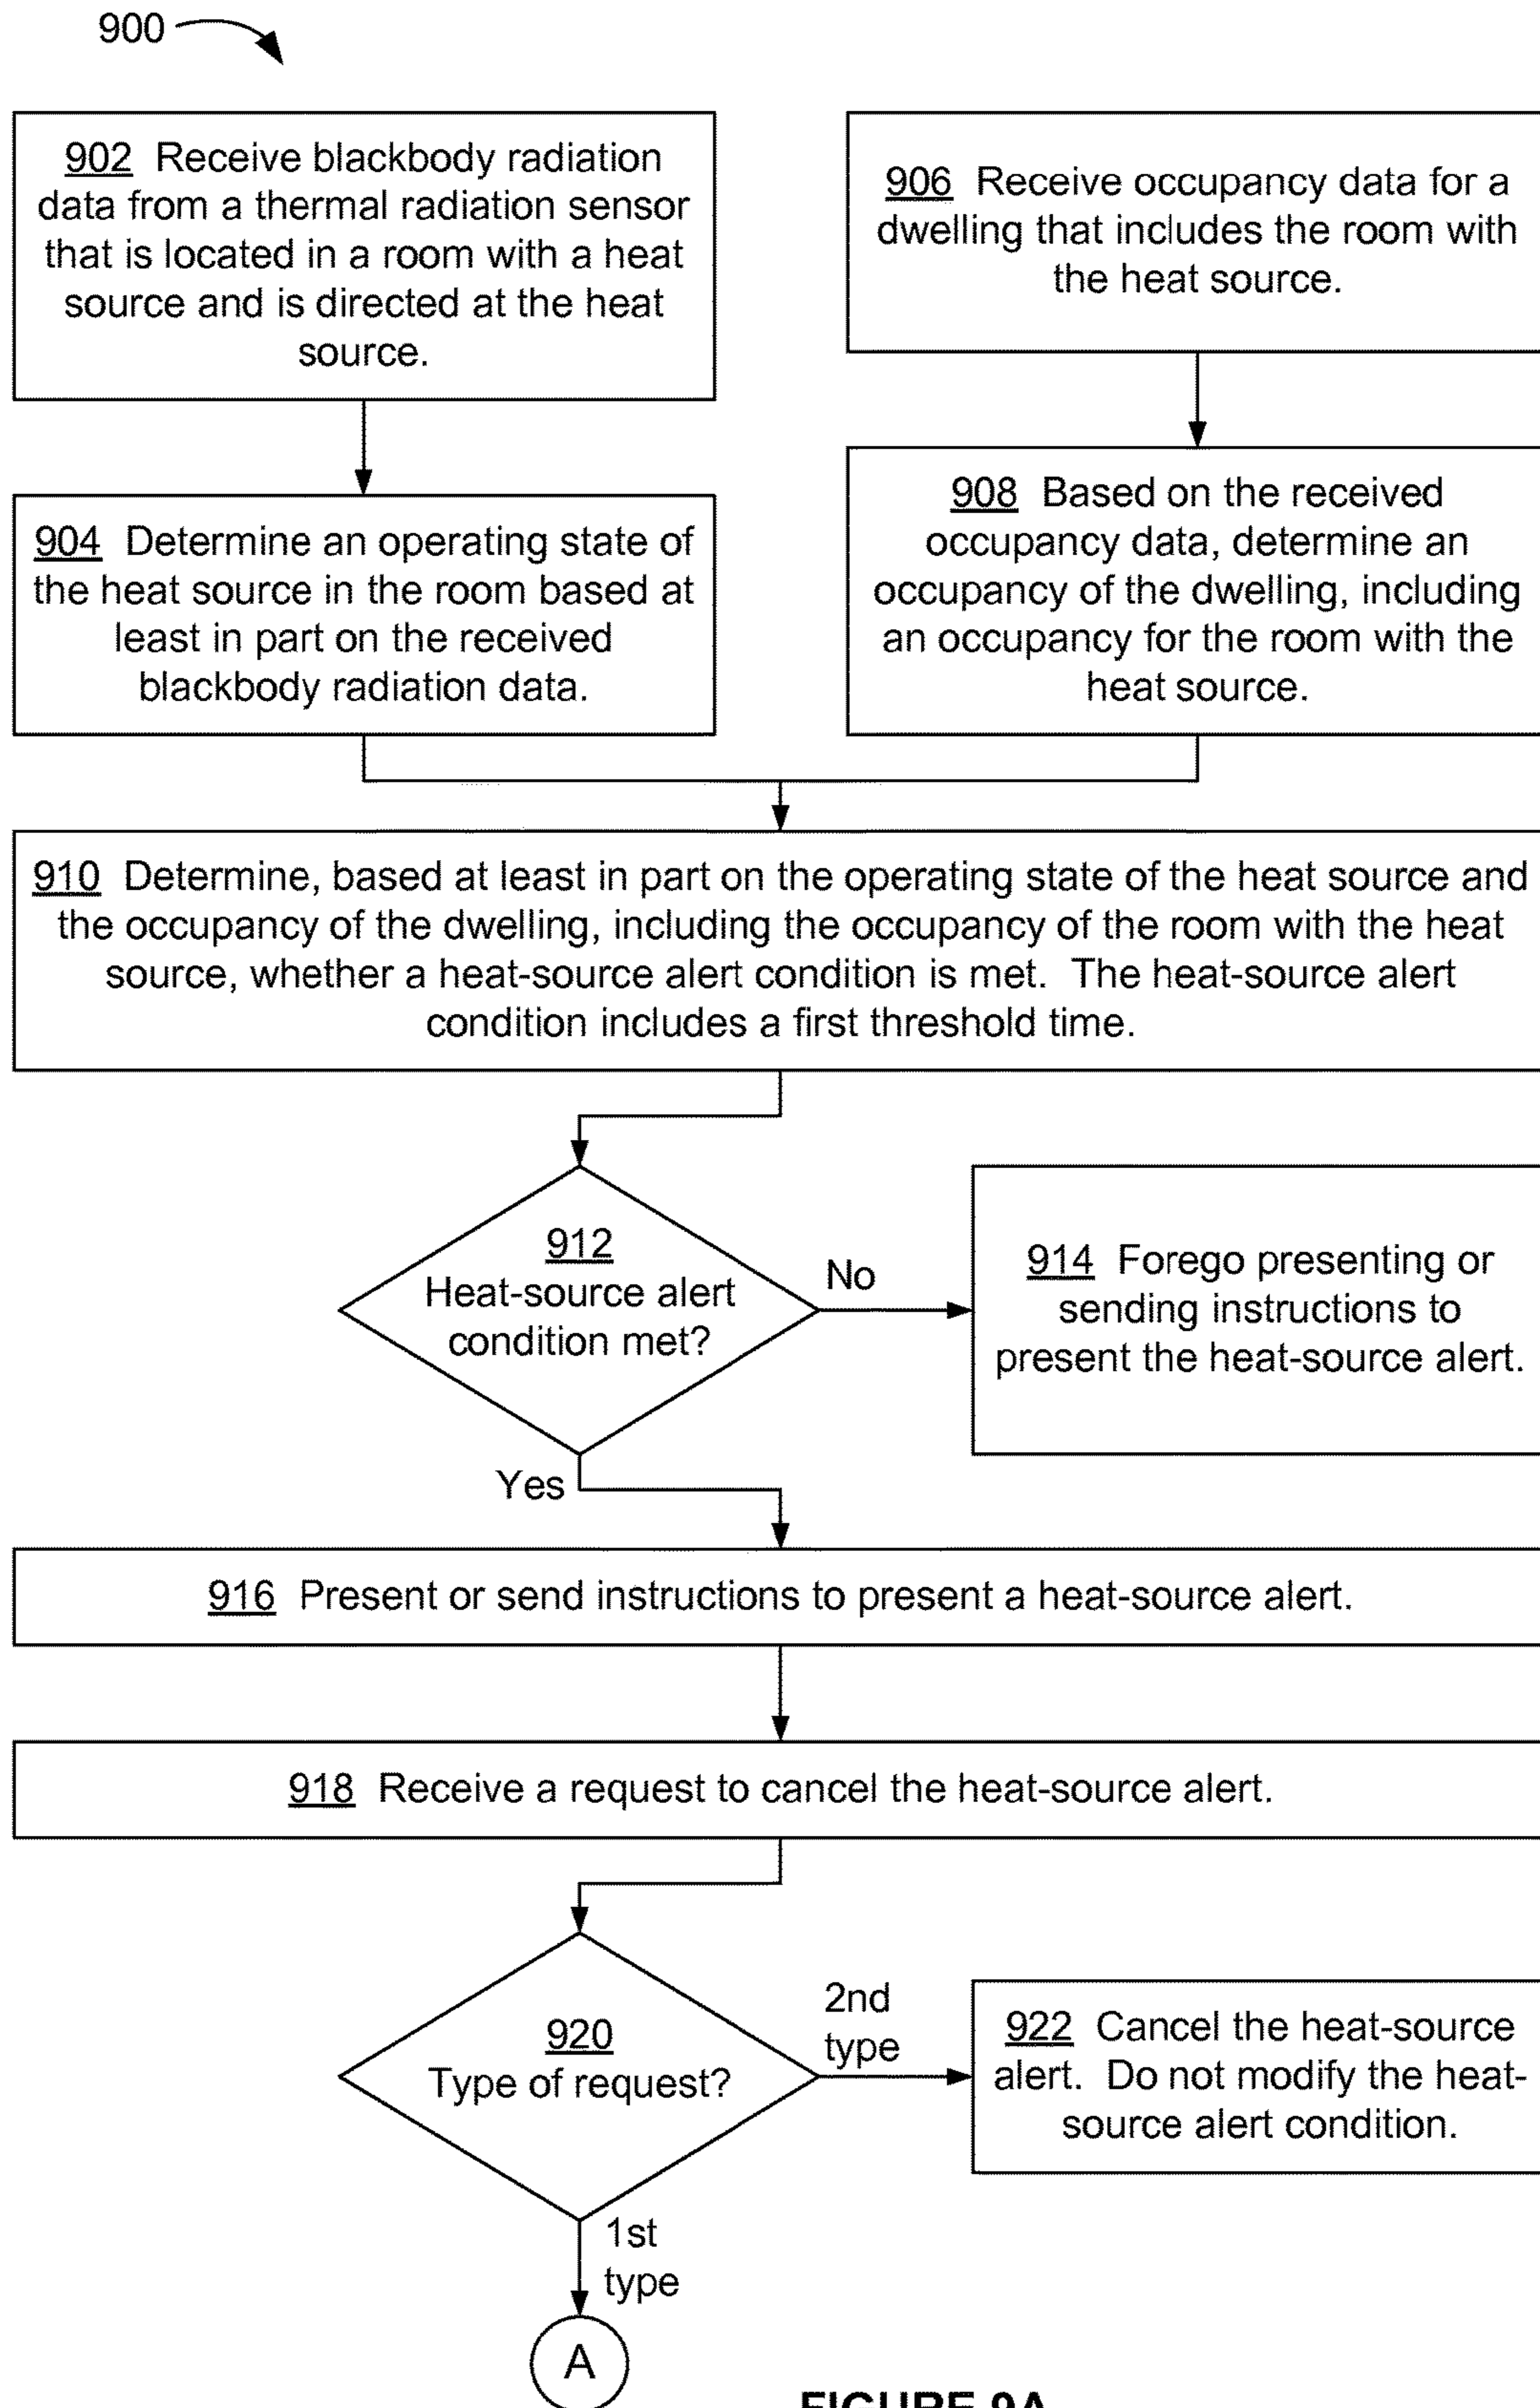 900
902 Receive blackbody radiation
data from a thermal radiation sensor
that is located in a room with a heat
source and is directed at the heat
source.
906 Receive occupancy data for a
dwelling that includes the room with
the heat source.
904 Determine an operating state of
the heat source in the room based at
least in part on the received
blackbody radiation data.
908 Based on the received
occupancy data, determine an
occupancy of the dwelling, including
an occupancy for the room with the
heat source.
910 Determine, based at least in part on the operating state of the heat source and
the occupancy of the dwelling, including the occupancy of the room with the heat
source, whether a heat-source alert condition is met. The heat-source alert
condition includes a first threshold time.
912
Heat-source alert
condition met?
No
914 Forego presenting or
sending instructions to
present the heat-source alert.
Yes
916 Present or send instructions to present a heat-source alert.
918 Receive a request to cancel the heat-source alert.
920
Type of request?
2nd
type
922 Cancel the heat-source
alert. Do not modify the heat-
source alert condition.
1st
type
A
FIGURE 9A